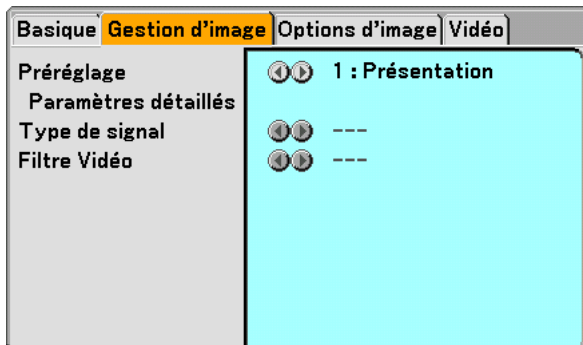 Basique Gestion d'image Options d'image Vidéo
Préréglage 1 : Présentation
Paramètres détaillés
Type de signal ---
Filtre Vidéo ---